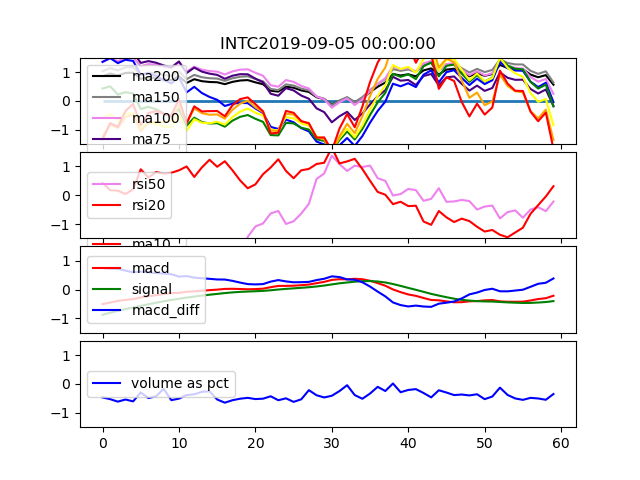 INTC2019-09-05 00:00:00
1
0
−1
ma200
ma150
ma100
ma75
1
0
−1
rsi50
rsi20
ma10
1
0
−1
macd
signal
macd_diff
1
0
−1
volume as pct
0 10 20 30 40 50 60